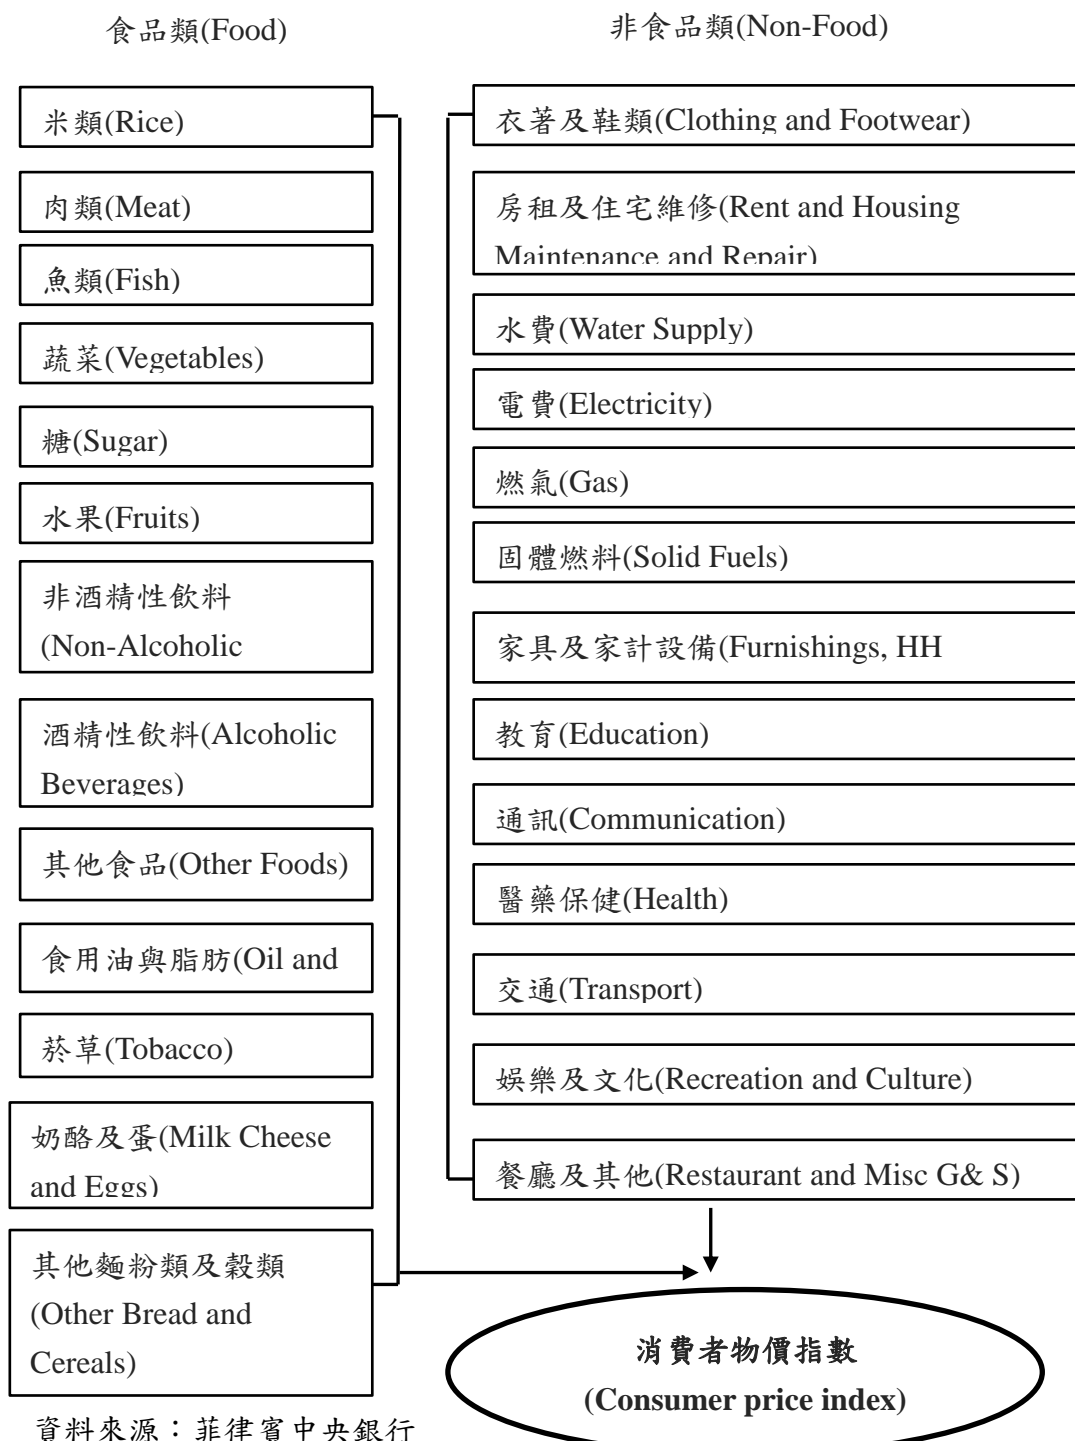 食品類(Food)
米類(Rice)
肉類(Meat)
魚類(Fish)
蔬菜(Vegetables)
糖(Sugar)
水果(Fruits)
非酒精性飲料
(Non-Alcoholic
酒精性飲料(Alcoholic
Beverages)
其他食品(Other Foods)
食用油與脂肪(Oil and
菸草(Tobacco)
奶酪及蛋(Milk Cheese
and Eggs)
其他麵粉類及穀類
(Other Bread and
Cereals)
非食品類(Non-Food)
衣著及鞋類(Clothing and Footwear)
房租及住宅維修(Rent and Housing
Maintenance and Repair)
水費(Water Supply)
電費(Electricity)
燃氣(Gas)
固體燃料(Solid Fuels)
家具及家計設備(Furnishings, HH
教育(Education)
通訊(Communication)
醫藥保健(Health)
交通(Transport)
娛樂及文化(Recreation and Culture)
餐廳及其他(Restaurant and Misc G& S)
消費者物價指數
(Consumer price index)
資料來源：菲律賓中央銀行